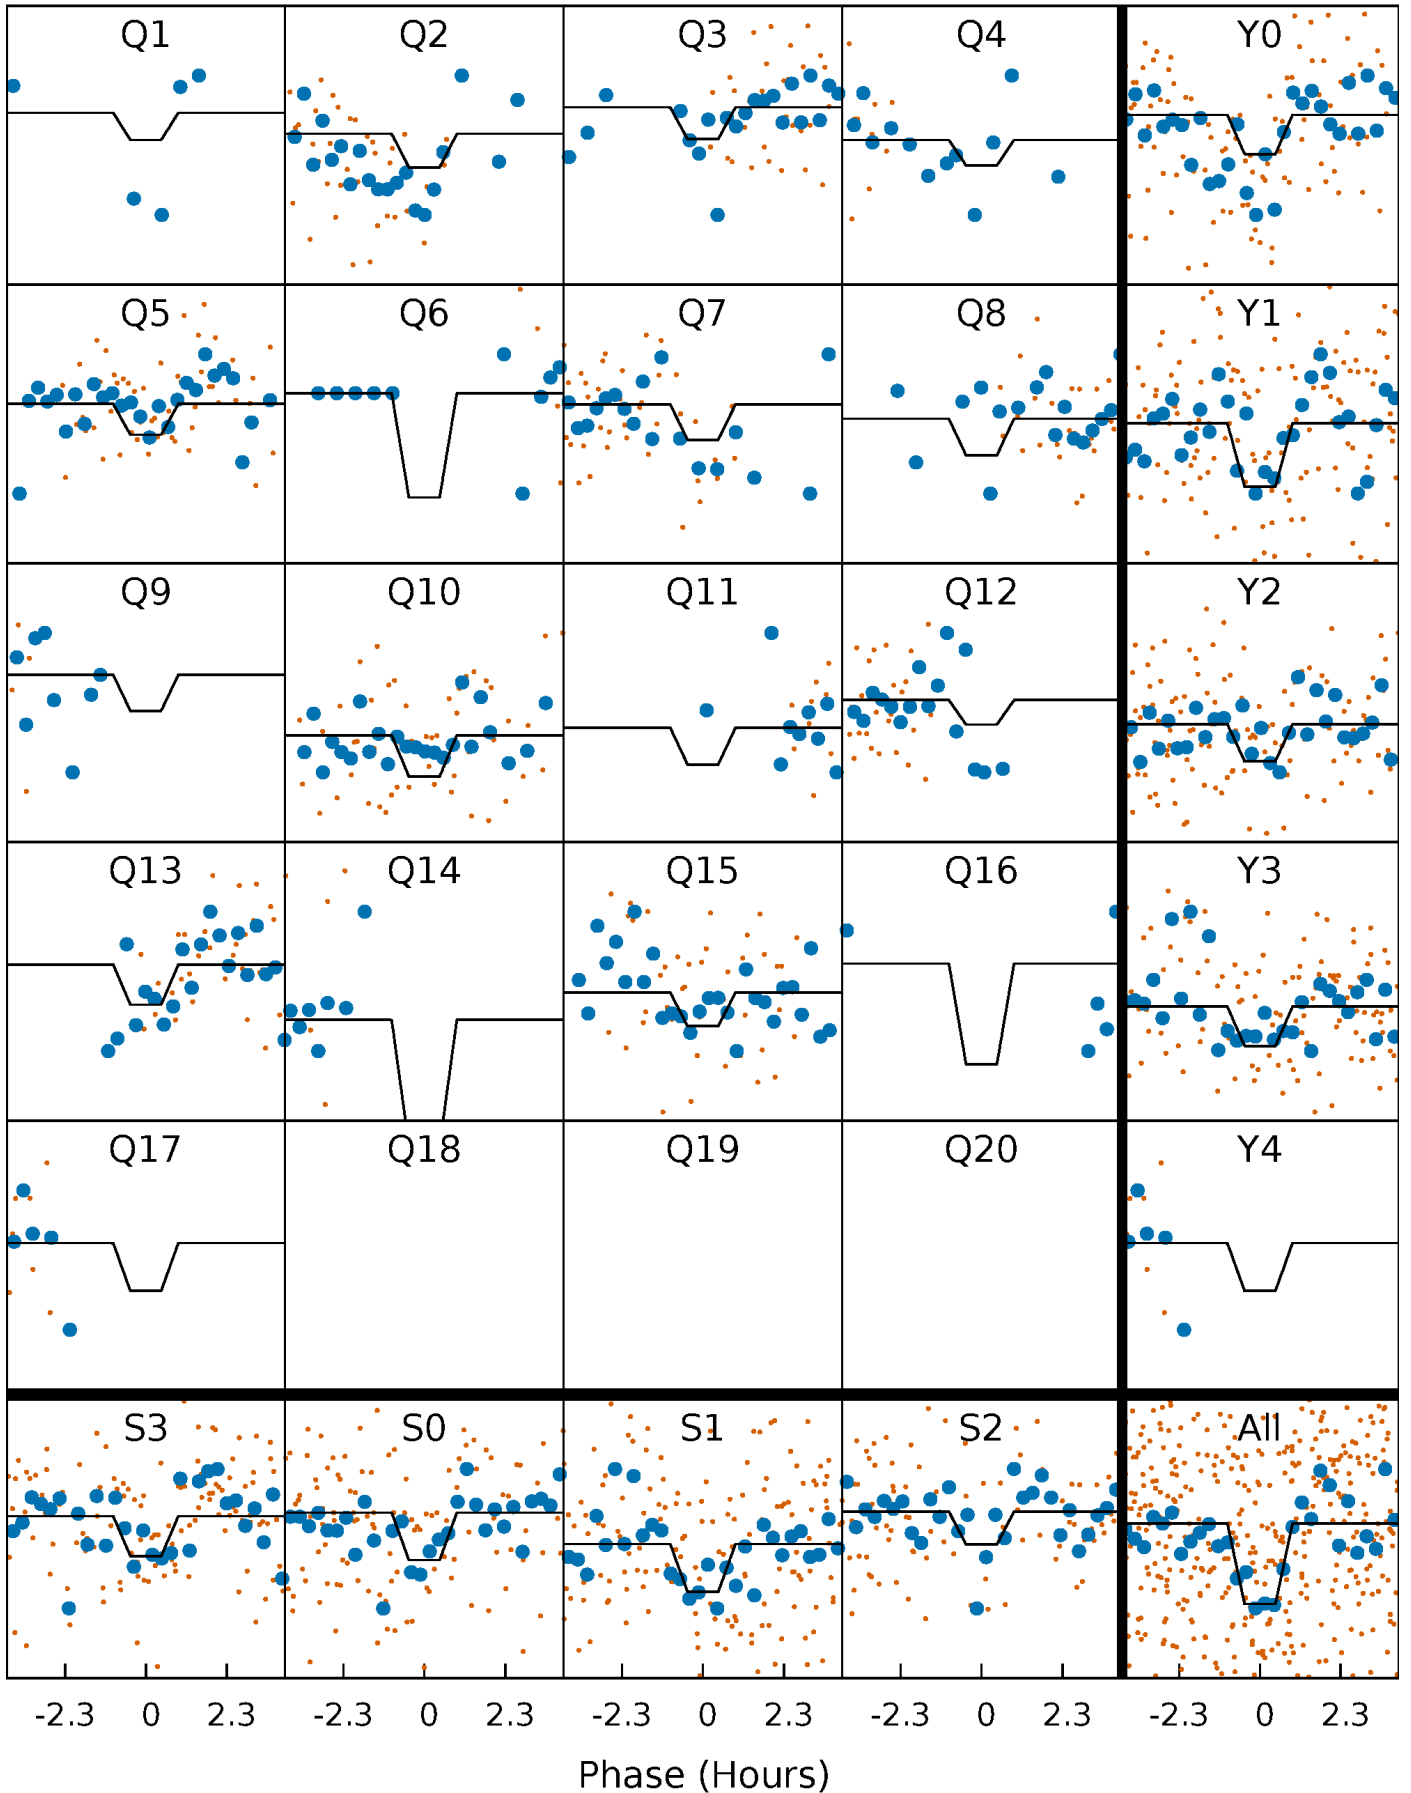 Q1 Q2 Q3 Q4 Y0
Q5 Q6 Q7 Q8 Y1
Q9 Q10 Q11 Q12 Y2
Q13 Q14 Q15 Q16 Y3
Q17 Q18 Q19 Q20 Y4
S3 S0 S1 S2 All
-2.3 0 2.3 -2.3 0 2.3 -2.3 0 2.3 -2.3 0 2.3 -2.3 0 2.3
Phase (Hours)